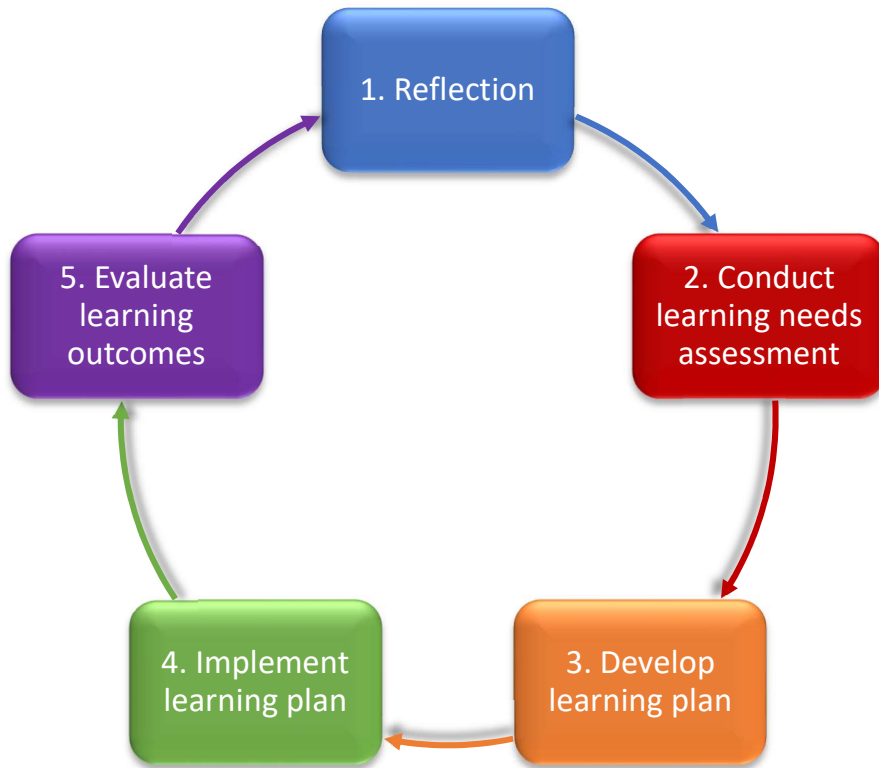 1. Reflection
2. Conduct
learning needs
assessment
3. Develop
learning plan
4. Implement
learning plan
5. Evaluate
learning
outcomes